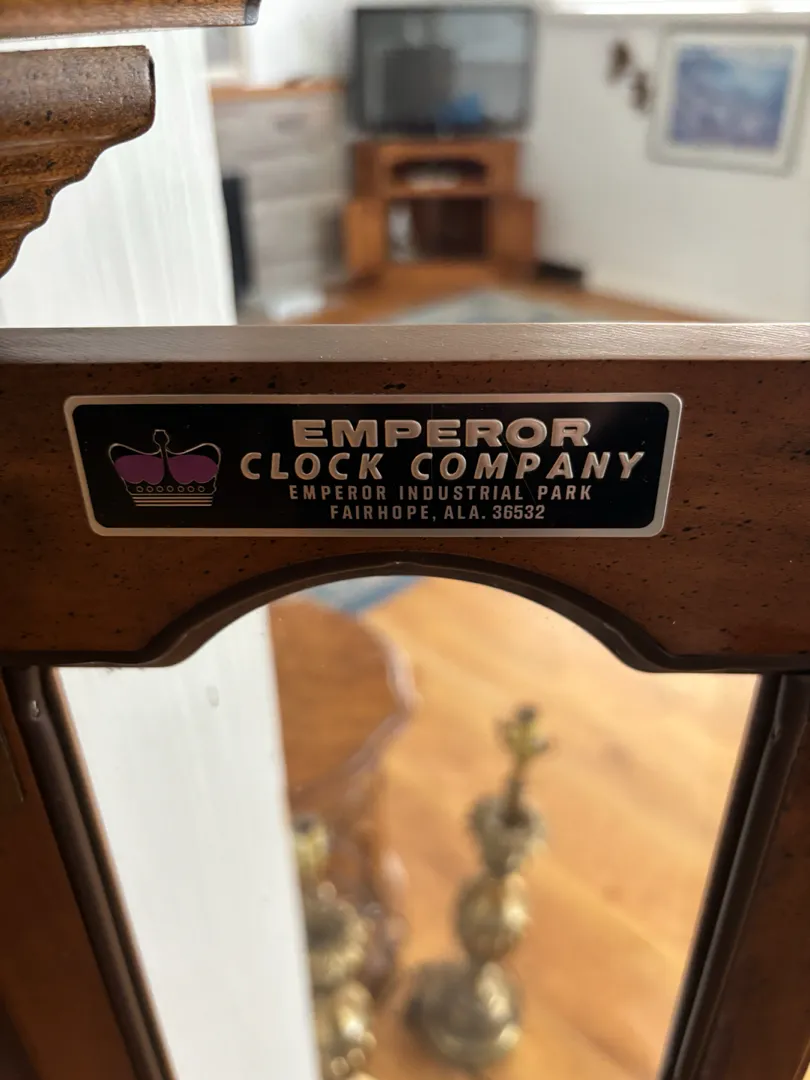 EMPEROR
CLOCK COMPANY
EMPEROR INDUSTRIAL PARK
FAIRHOPE, ALA. 36532